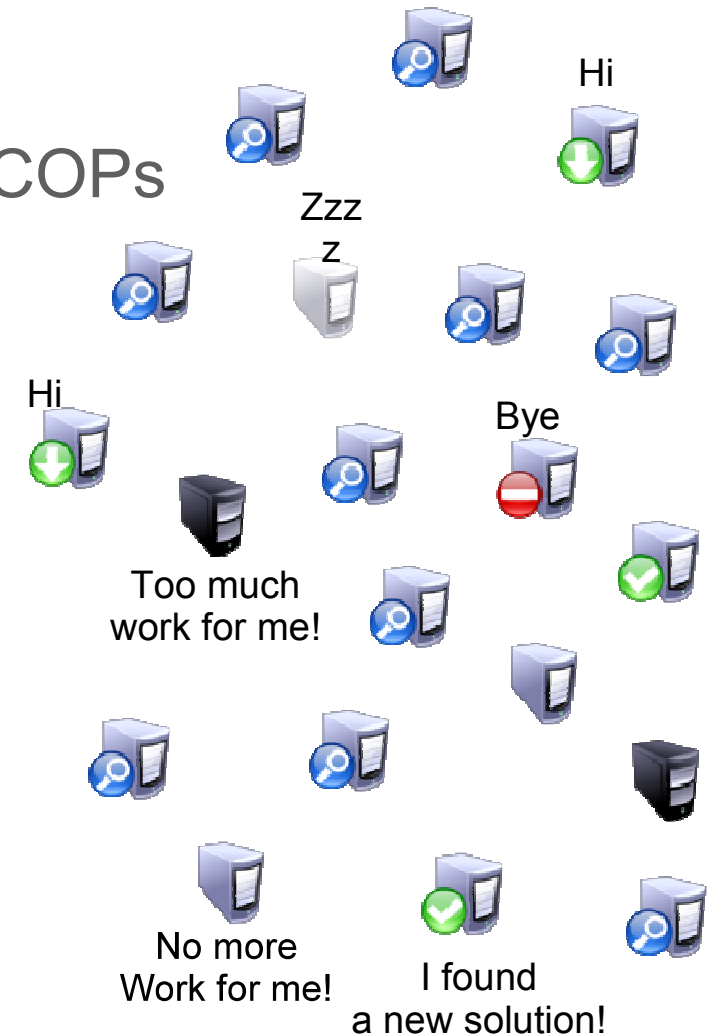 Hi
COPs
Zzz
z
Hi
Bye
Too much
work for me!
No more
Work for me!
I found
a new solution!